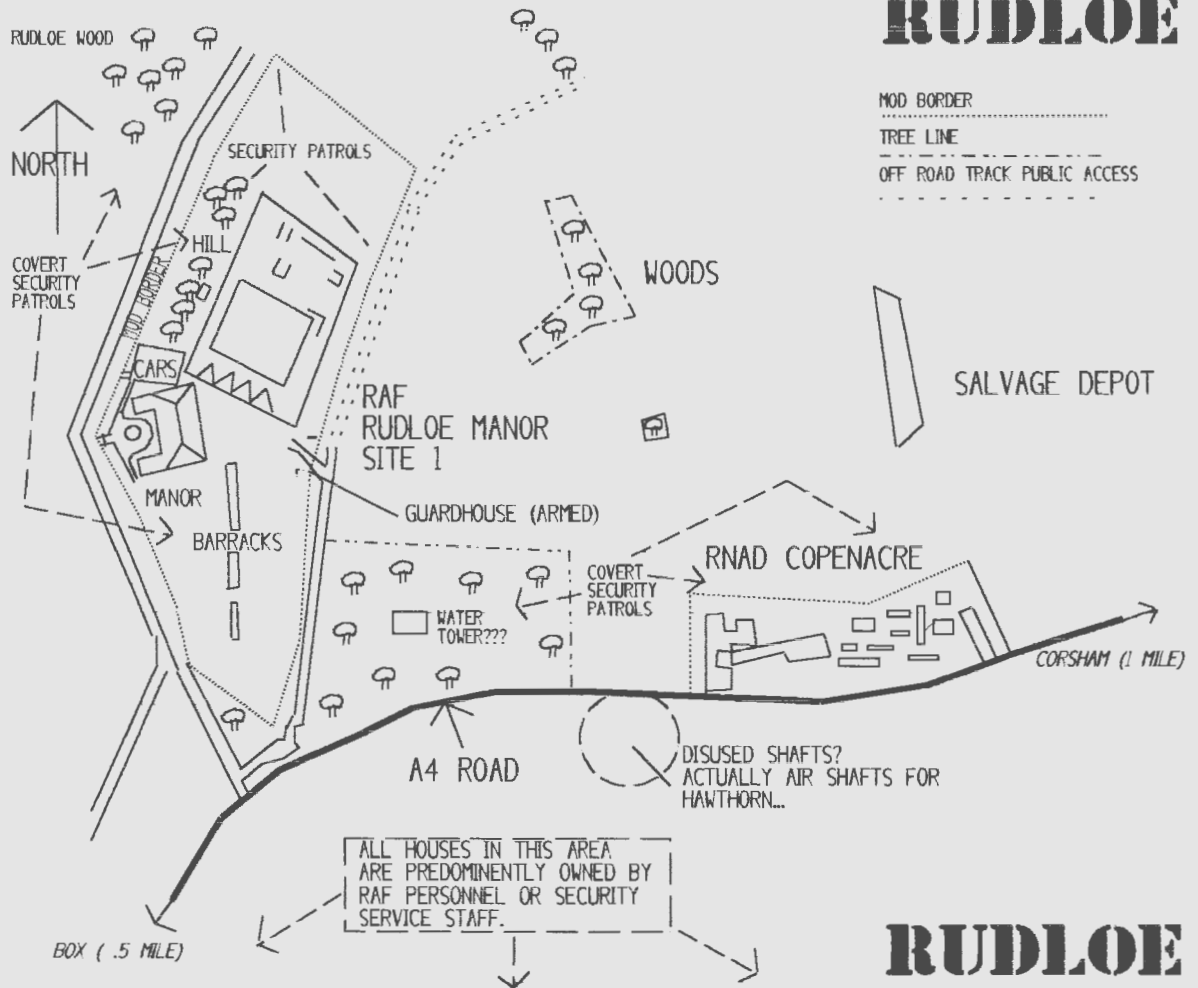 RUDLOE
RUDLOE WOOD
MOD BORDER
TREE LINE
OFF ROAD TRACK PUBLIC ACCESS
NORTH
SECURITY PATROLS
COVERT
SECURITY
PATROLS
HILL
MOD BORDER
WOODS
CARS
SALVAGE DEPOT
RAF
RUDLOE MANOR
SITE 1
MANOR
GUARDHOUSE (ARMED)
BARRACKS
RNAD COPENACRE
COVERT
SECURITY
PATROLS
WATER
TOWER???
CORSHAM (1 MILE)
A4 ROAD
DISUSED SHAFTS?
ACTUALLY AIR SHAFTS FOR
HAWTHORN...
ALL HOUSES IN THIS AREA
ARE PREDOMINENTLY OWNED BY
RAF PERSONNEL OR SECURITY
SERVICE STAFF.
BOX ( .5 MILE)
RUDLOE